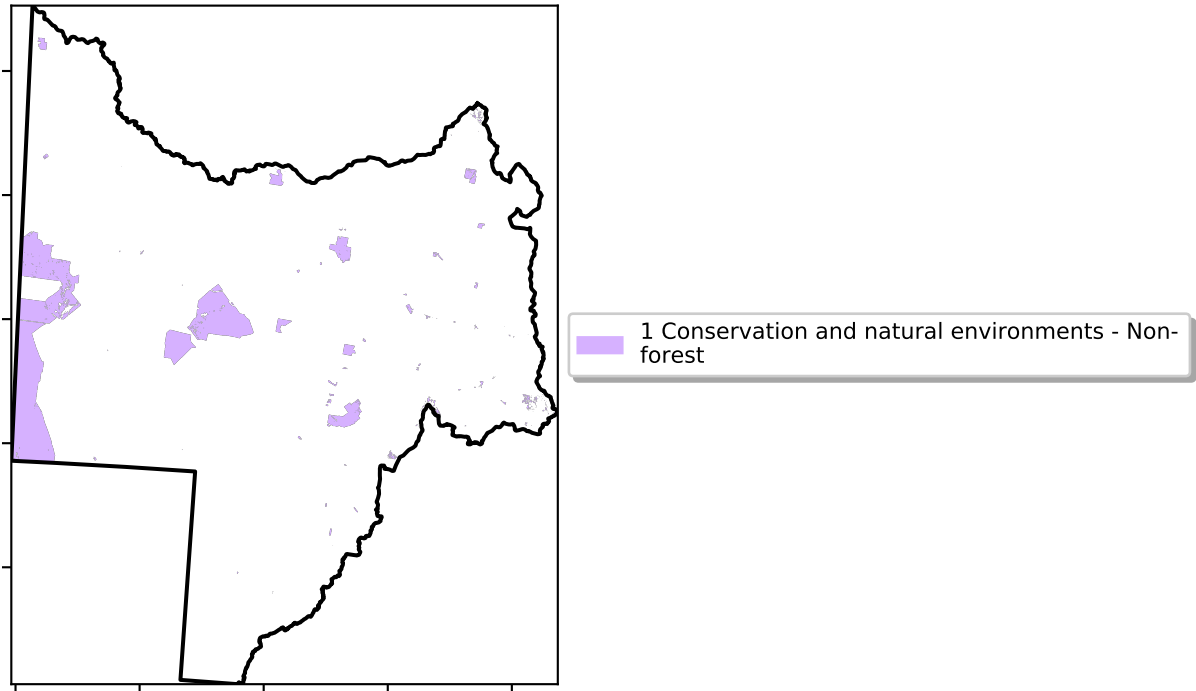 1 Conservation and natural environments - Non-
forest